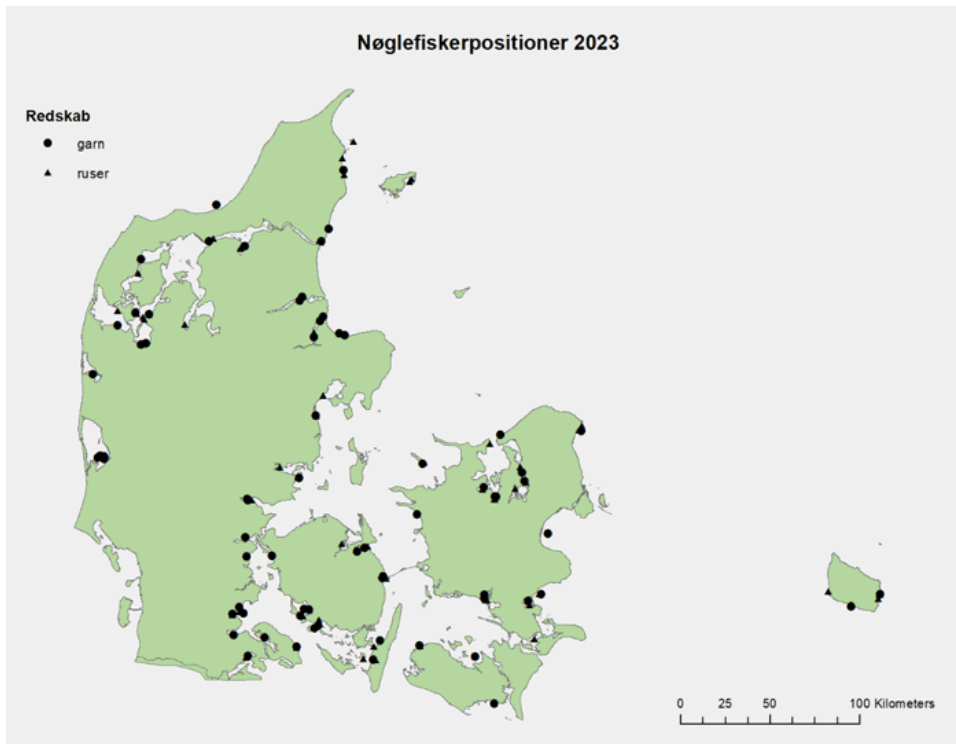 Nøglefiskerpositioner 2023
Redskab
garn
ruser
0 25 50 100 Kilometers